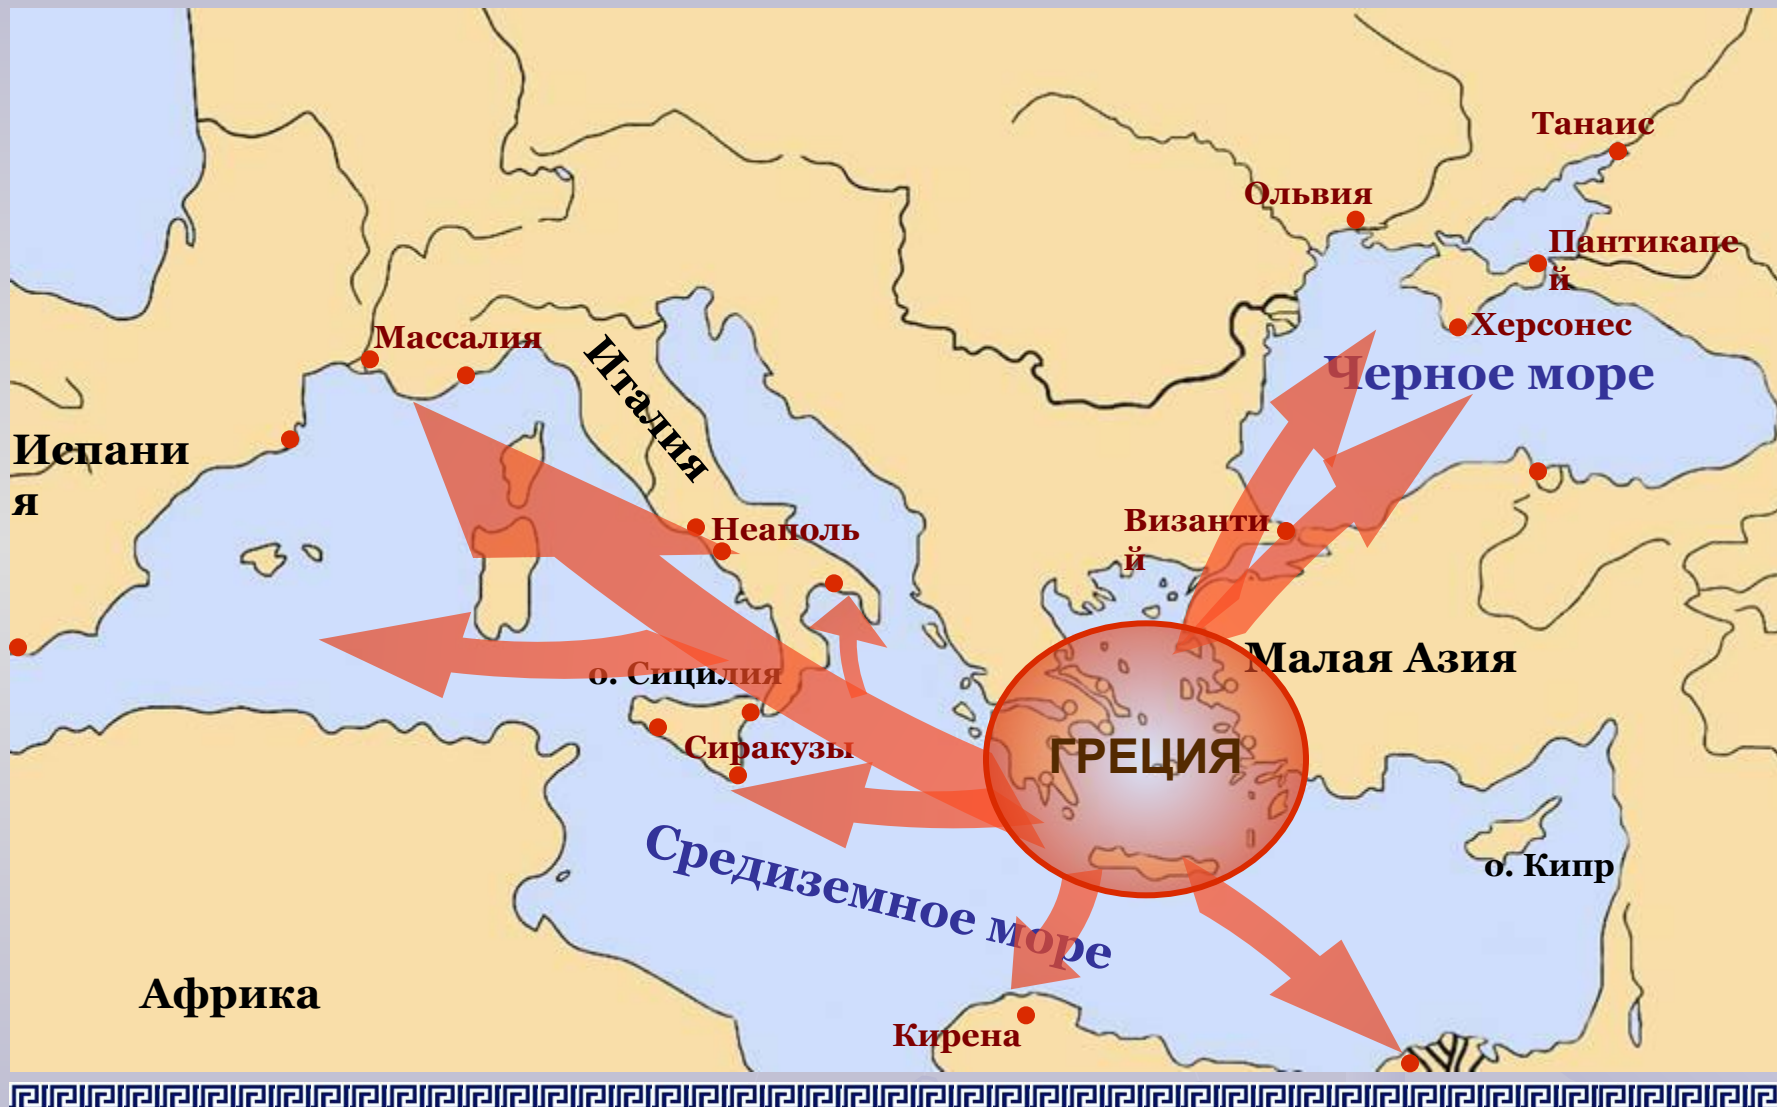 Танаис
Ольвия
Пантикапе
й
Херсонес
Черное море
Массалия
Италия
Испани
я
Неаполь
Византи
й
Малая Азия
о. Сицилия
Сиракузы
ГРЕЦИЯ
Средиземное море
о. Кипр
Африка
Кирена